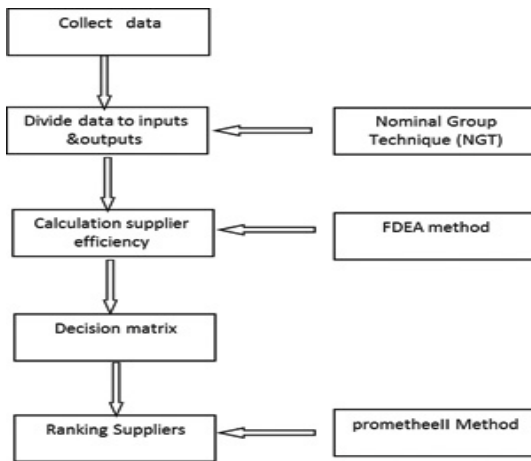 Collect data
Divide data to inputs
&outputs
Nominal Group
Technique (NGT)
Calculation supplier
efficiency
FDEA method
Decision matrix
Ranking Suppliers
prometheeII Method